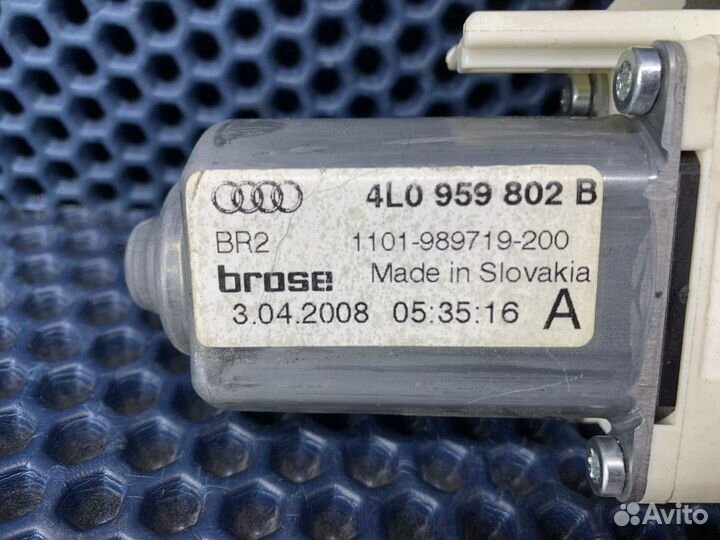 4L0 959 802 B
BR2 1101-989719-200
brose Made in Slovakia
3.04.2008 05:35:16 A
Avito